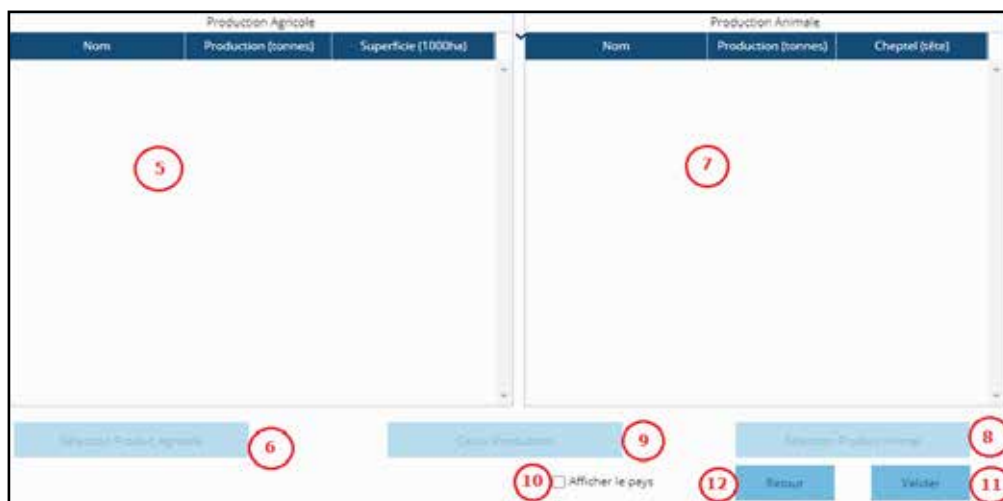 Production Agricole
Production Animale
Nom Production (tonnes) Superficie (1000ha)
Nom Production (tonnes) Cheptel (tête)
5
7
6
9
8
10 Afficher le pays
12 Retour Valider 11